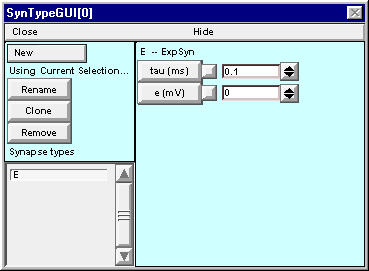 SynTypeGUI[0]
Close Hide
New
Using Current Selection...
Rename
Clone
Remove
Synapse types
E
E -- ExpSyn
tau (ms) 0.1
e (mV) 0